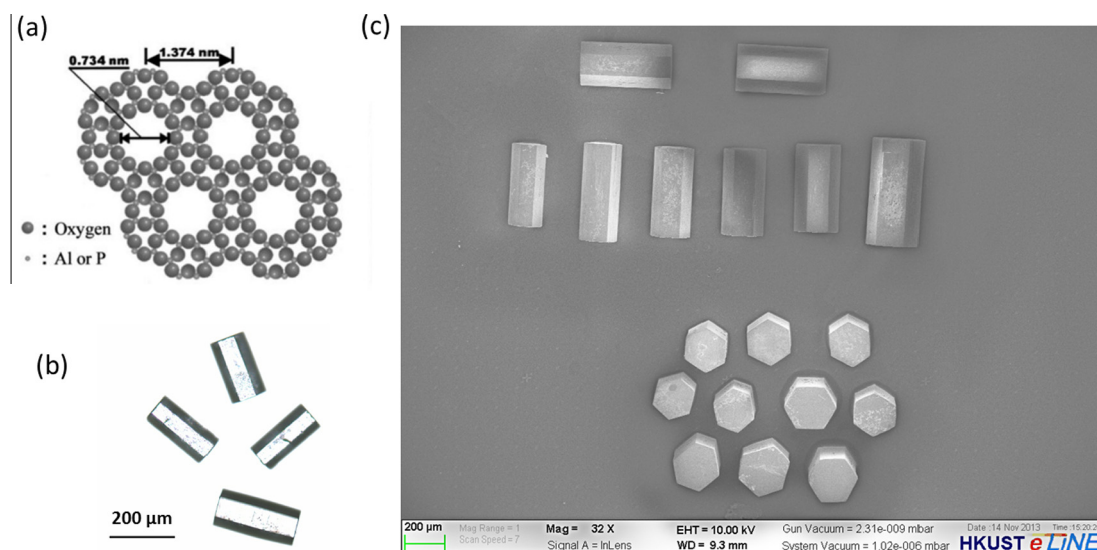 (a)
1.374 nm
0.734 nm
: Oxygen
: Al or P
(b)
200 µm
(c)
200 µm
Mag Range = 1
Scan Speed = 7
Mag = 32 X
Signal A = InLens
EHT = 10.00 kV
WD = 9.3 mm
Gun Vacuum = 2.31e-009 mbar
System Vacuum = 1.02e-006 mbar
Date :14 Nov 2013
Time :15:20:2
HKUST eLiNE